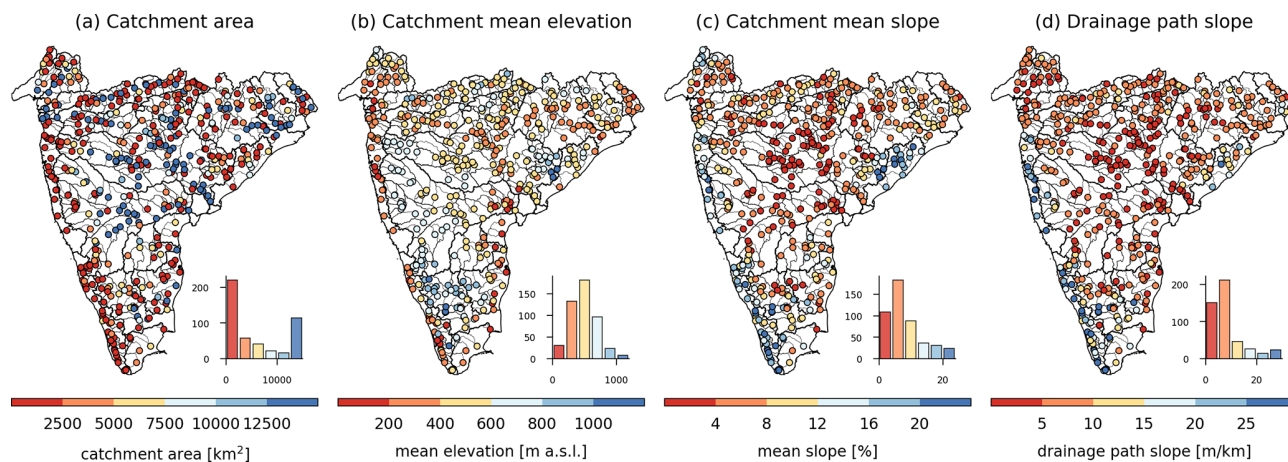 (a) Catchment area
(b) Catchment mean elevation
(c) Catchment mean slope
(d) Drainage path slope
200
100
0
0 10000
150
100
50
0
0 1000
150
100
50
0
0 20
200
100
0
0 20
2500 5000 7500 10000 12500
200 400 600 800 1000
4 8 12 16 20
5 10 15 20 25
catchment area [km²]
mean elevation [m a.s.l.]
mean slope [%]
drainage path slope [m/km]